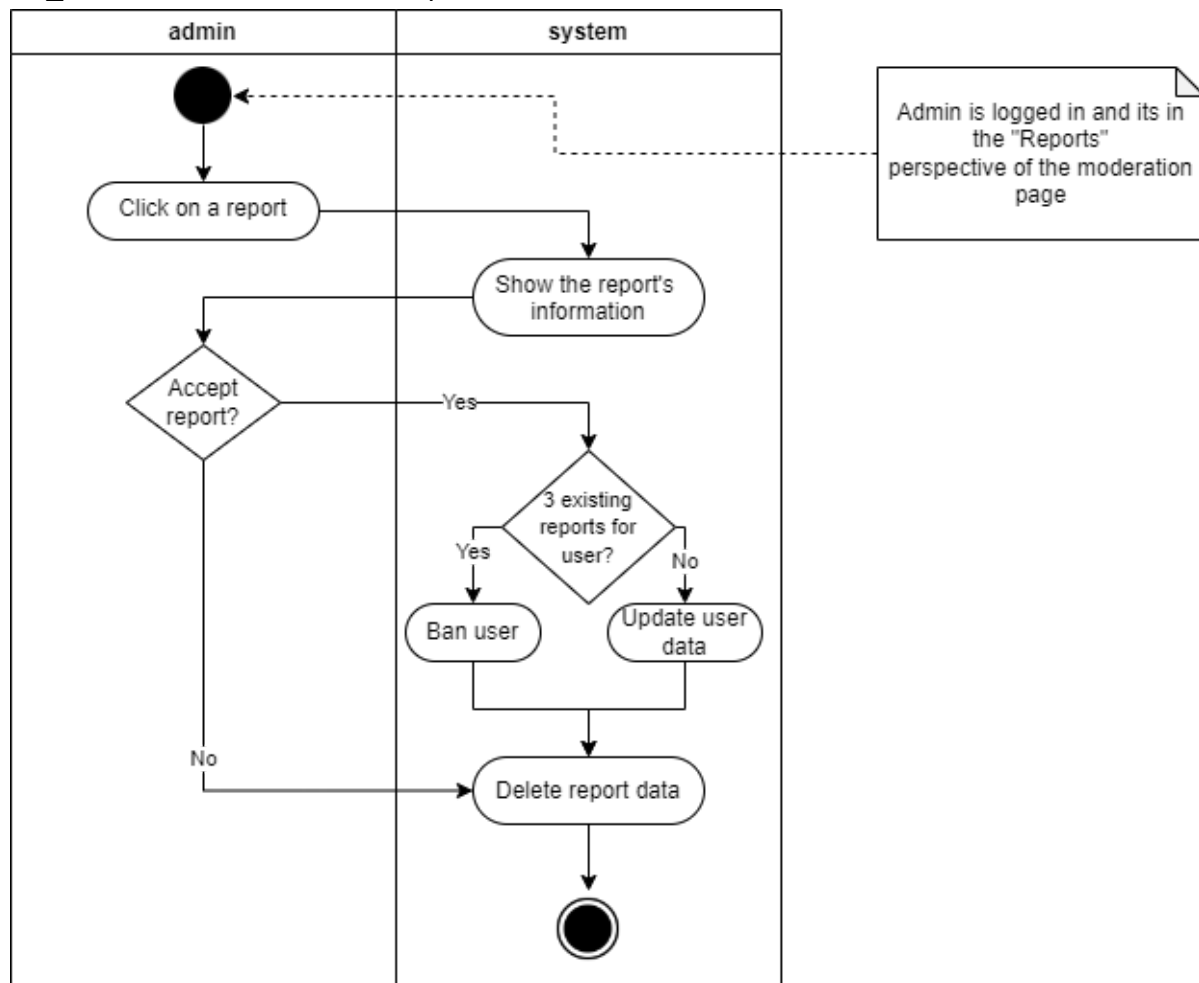 admin
system
Admin is logged in and its in
the "Reports"
perspective of the moderation
page
Click on a report
Show the report's
information
Accept
report?
Yes
3 existing
reports for
user?
Yes
No
Ban user
Update user
data
No
Delete report data